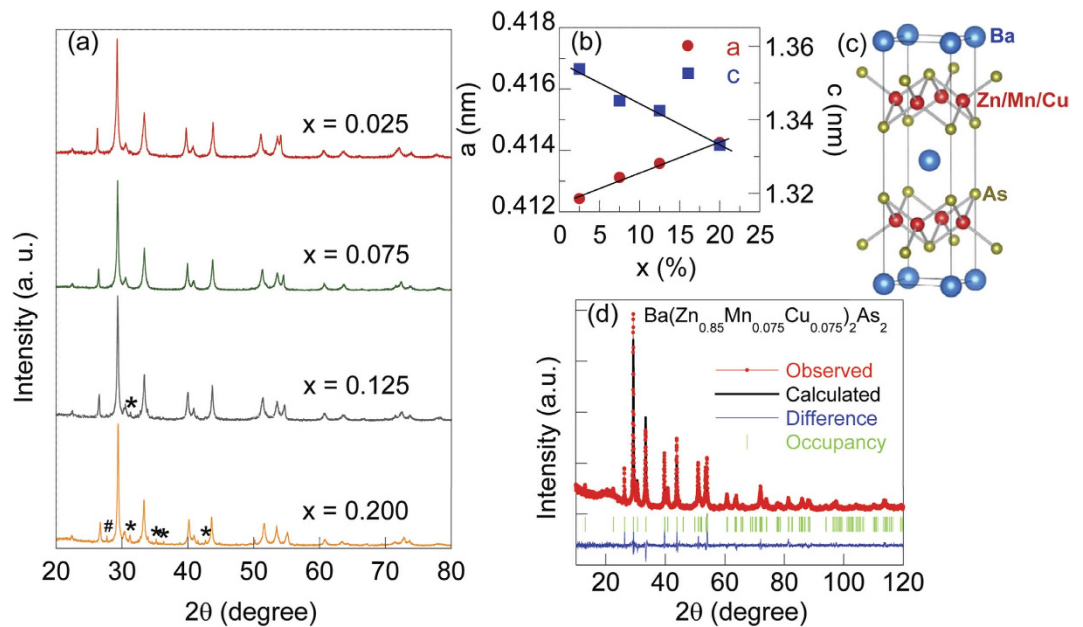 (a)
x = 0.025
x = 0.075
x = 0.125
*
x = 0.200
# * ** *
20 30 40 50 60 70 80
2θ (degree)
Intensity (a. u.)
(b)
a
c
0.418
0.416
0.414
0.412
a (nm)
1.36
1.34
1.32
c (nm)
0 5 10 15 20 25
x (%)
(c)
Ba
Zn/Mn/Cu
As
(d) Ba(Zn0.85Mn0.075Cu0.075)2As2
Observed
Calculated
Difference
Occupancy
Intensity (a.u.)
20 40 60 80 100 120
2θ (degree)